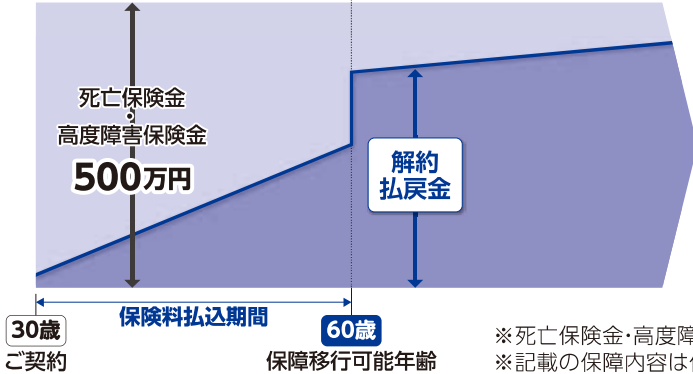 死亡保険金
・
高度障害保険金
500万円
解約
払戻金
保険料払込期間
30歳
ご契約
60歳
保障移行可能年齢
※死亡保険金・高度障
※記載の保障内容は